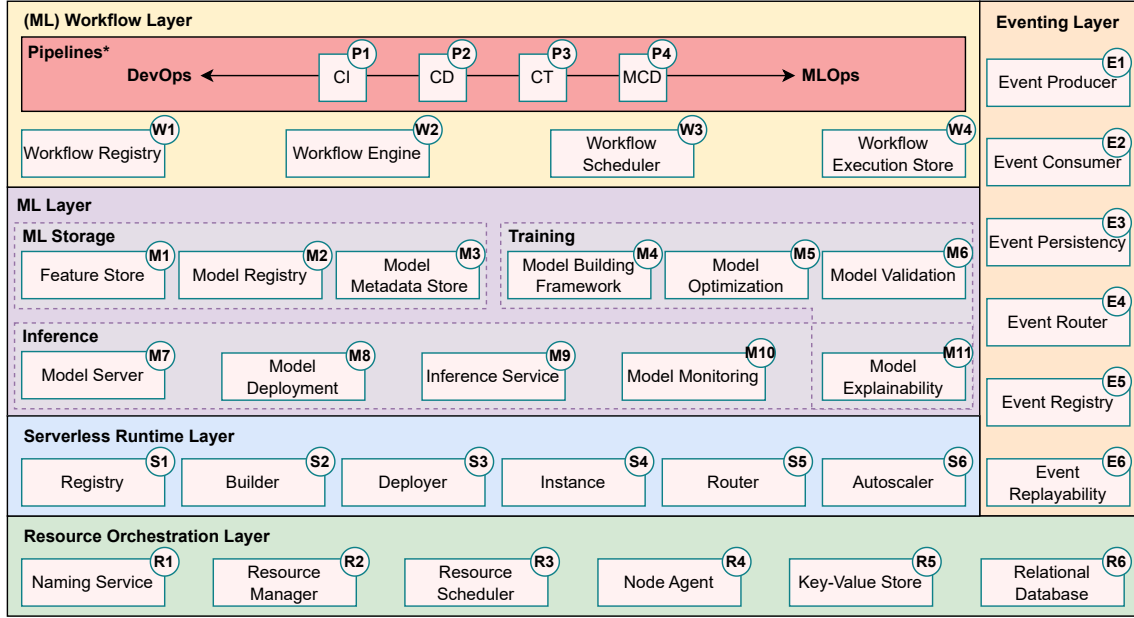 (ML) Workflow Layer
Pipelines*
DevOps
P1
CI
P2
CD
P3
CT
P4
MCD
MLOps
W1
Workflow Registry
W2
Workflow Engine
W3
Workflow
Scheduler
W4
Workflow
Execution Store
ML Layer
ML Storage
M1
Feature Store
M2
Model Registry
M3
Model
Metadata Store
Training
M4
Model Building
Framework
M5
Model
Optimization
M6
Model Validation
Inference
M7
Model Server
M8
Model
Deployment
M9
Inference Service
M10
Model Monitoring
M11
Model
Explainability
Serverless Runtime Layer
S1
Registry
S2
Builder
S3
Deployer
S4
Instance
S5
Router
S6
Autoscaler
Eventing Layer
E1
Event Producer
E2
Event Consumer
E3
Event Persistency
E4
Event Router
E5
Event Registry
E6
Event
Replayability
Resource Orchestration Layer
R1
Naming Service
R2
Resource
Manager
R3
Resource
Scheduler
R4
Node Agent
R5
Key-Value Store
R6
Relational
Database